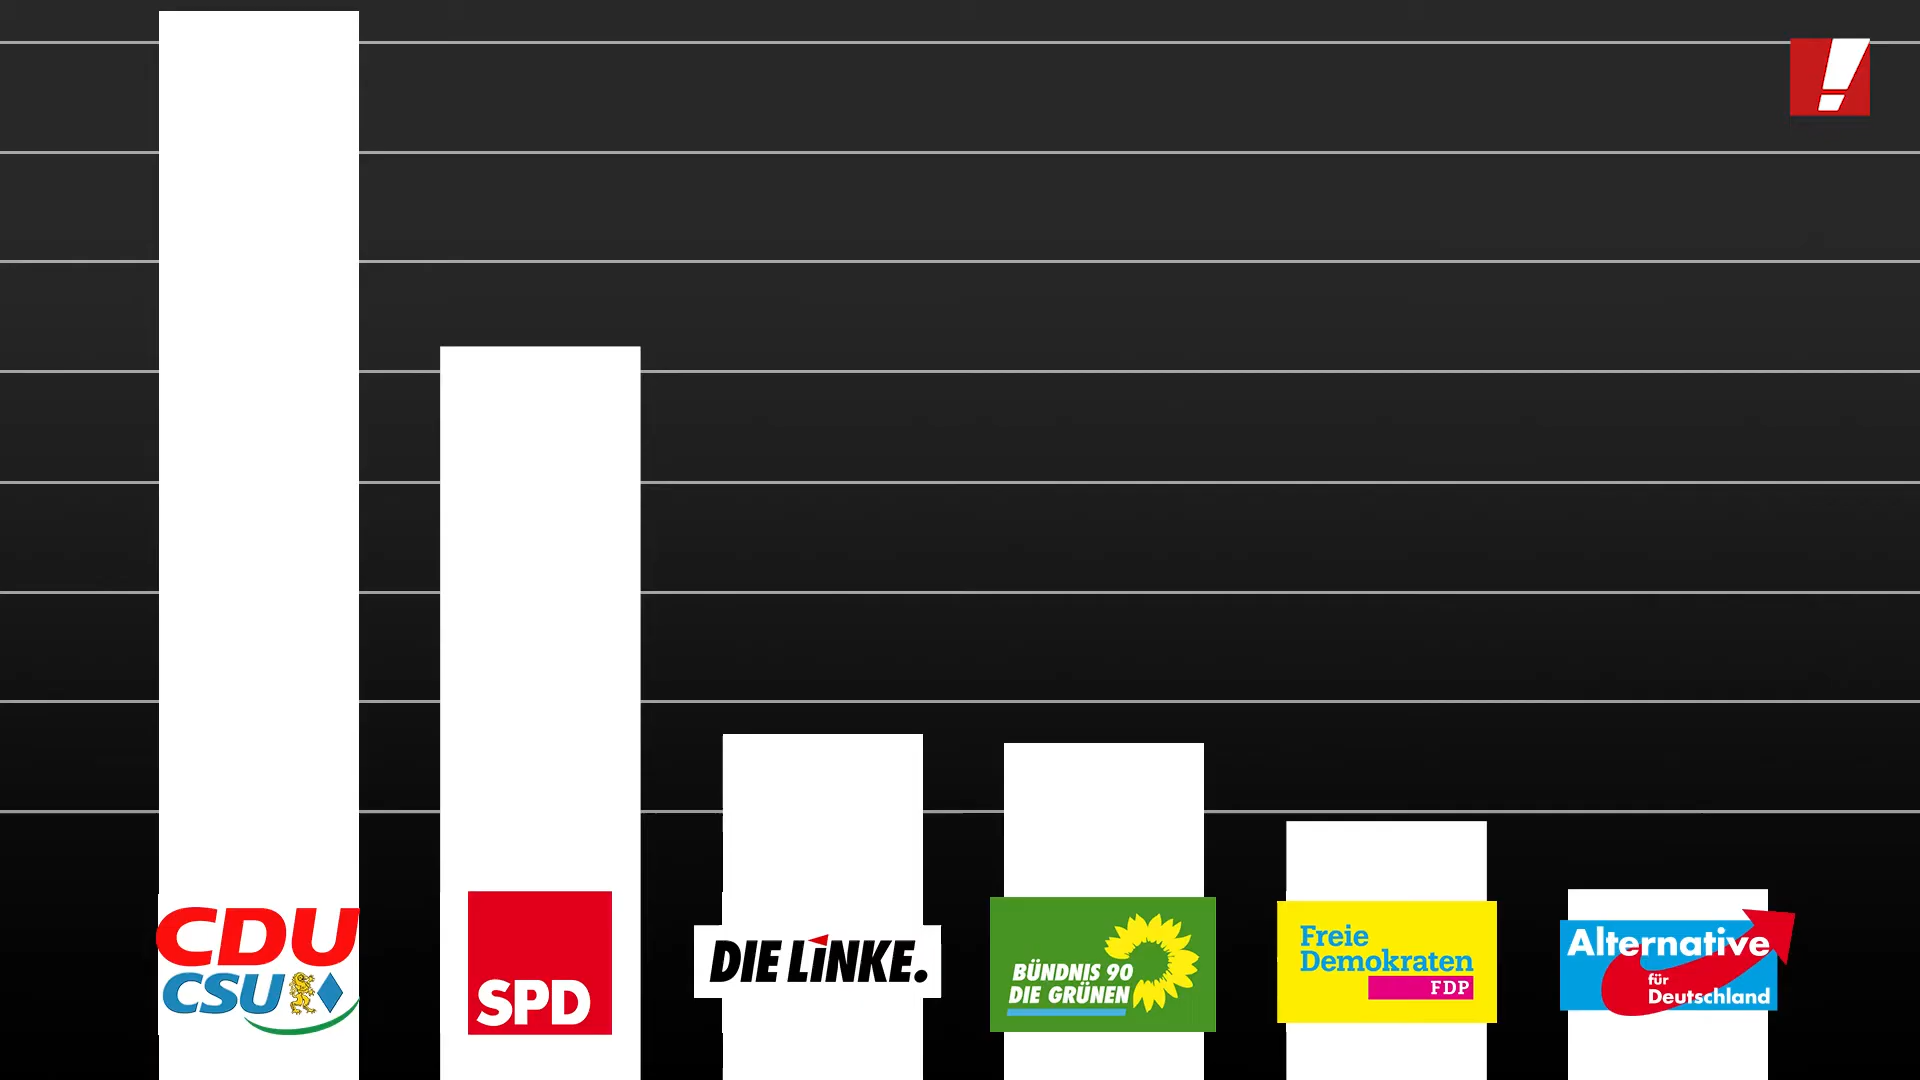 CDU
CSU
SPD
DIE LINKE.
BÜNDNIS 90
DIE GRÜNEN
Freie
Demokraten
FDP
Alternative
für
Deutschland